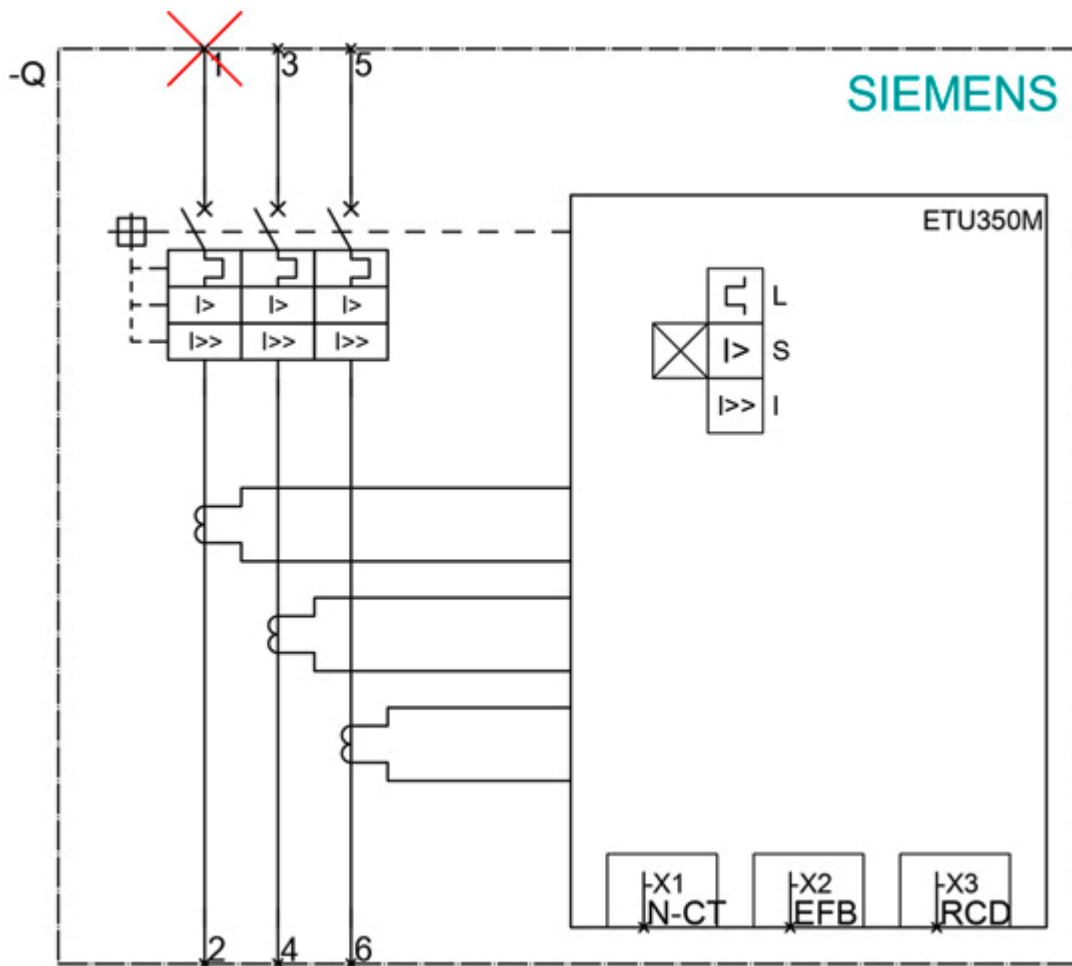 1 3 5
-Q
SIEMENS
ETU350M
I> I> I>
I>> I>> I>>
L
I> S
I>> I
-X1 -X2 -X3
N-CT EFB RCD
2 4 6